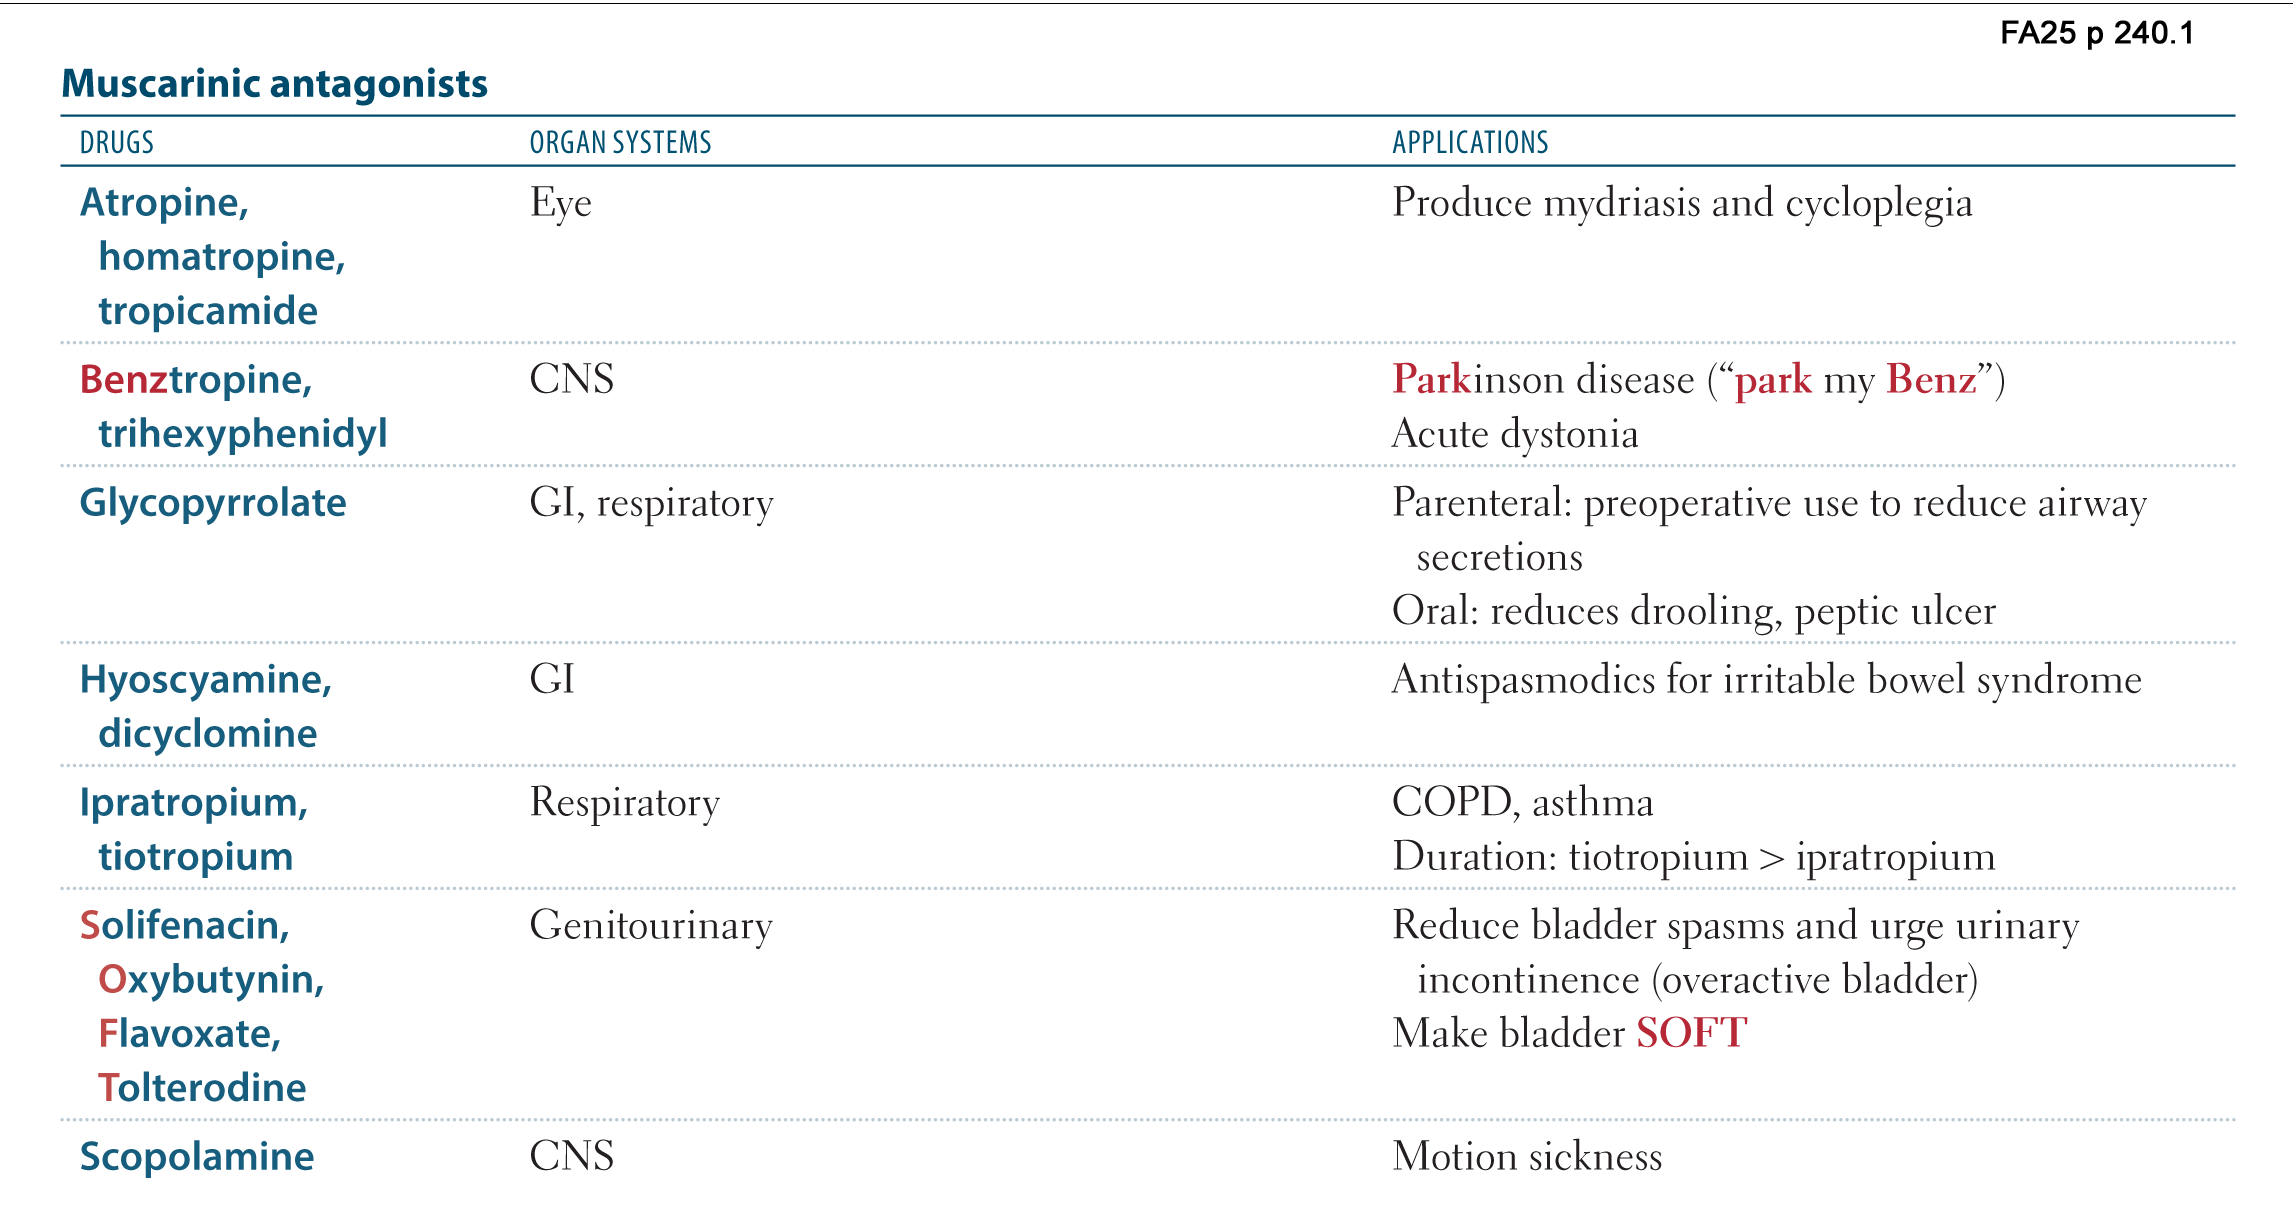 FA25 p 240.1
Muscarinic antagonists
DRUGS ORGAN SYSTEMS APPLICATIONS
Atropine, Eye Produce mydriasis and cycloplegia
homatropine,
tropicamide
Benztropine, CNS Parkinson disease (“park my Benz”)
trihexyphenidyl Acute dystonia
Glycopyrrolate GI, respiratory Parenteral: preoperative use to reduce airway
secretions
Oral: reduces drooling, peptic ulcer
Hyoscyamine, GI Antispasmodics for irritable bowel syndrome
dicyclomine
Ipratropium, Respiratory COPD, asthma
tiotropium Duration: tiotropium > ipratropium
Solifenacin, Genitourinary Reduce bladder spasms and urge urinary
Oxybutynin, incontinence (overactive bladder)
Flavoxate, Make bladder SOFT
Tolterodine
Scopolamine CNS Motion sickness